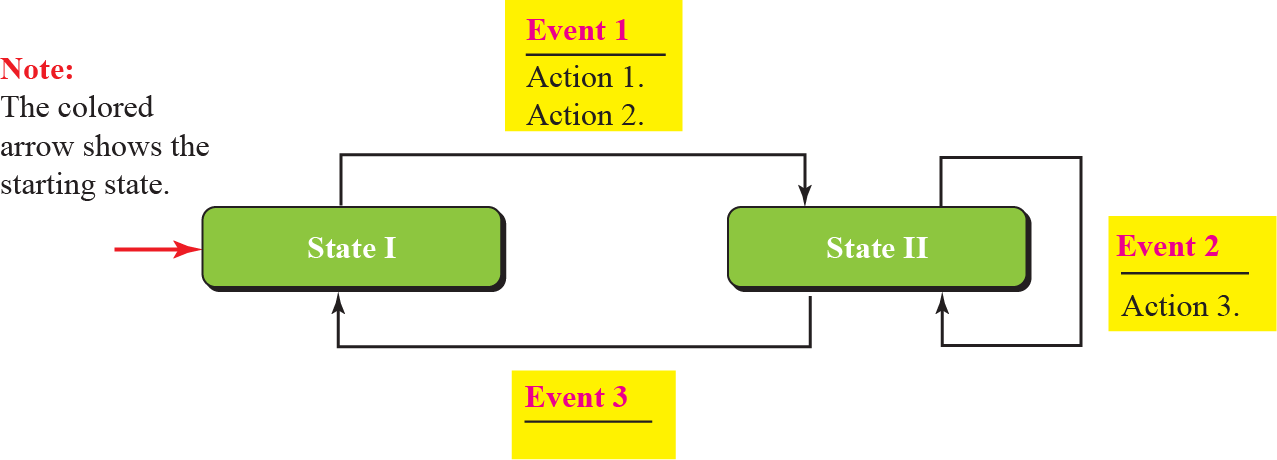 Event 1
Action 1.
Action 2.
Note:
The colored
arrow shows the
starting state.
State I
State II
Event 2
Action 3.
Event 3